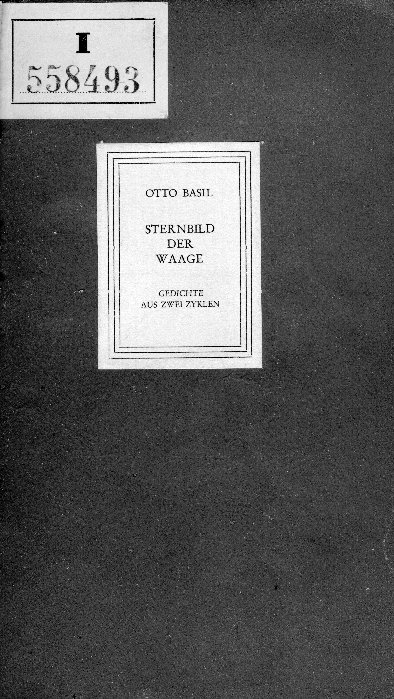 I
558493
OTTO BASIL
STERNBILD
DER
WAAGE
GEDICHTE
AUS ZWEI ZYKLEN